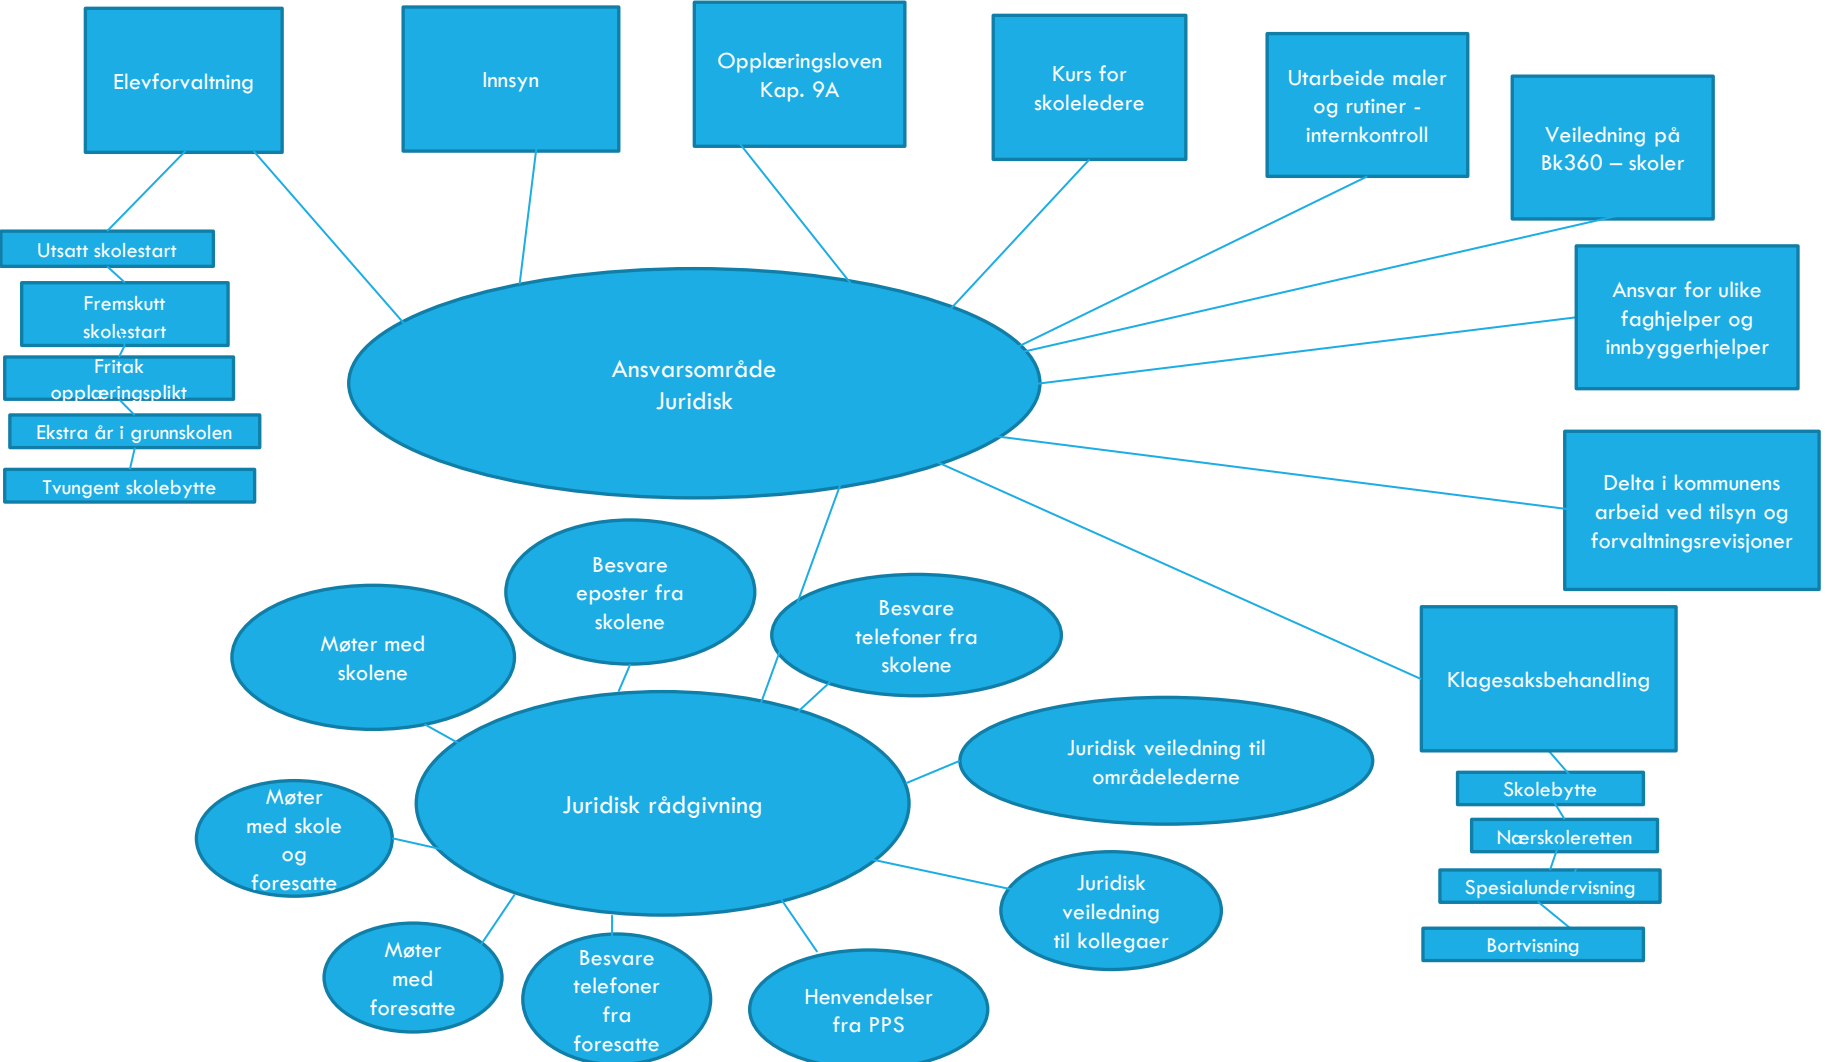 Elevforvaltning
Innsyn
Opplæringsloven
Kap. 9A
Kurs for
skoleledere
Utarbeide maler
og rutiner -
internkontroll
Veiledning på
Bk360 – skoler
Utsatt skolestart
Fremskutt
skolestart
Fritak
opplæringsplikt
Ekstra år i grunnskolen
Tvungent skolebytte
Ansvarsområde
Juridisk
Ansvar for ulike
faghjelper og
innbyggerhjelper
Delta i kommunens
arbeid ved tilsyn og
forvaltningsrevisjoner
Klagesaksbehandling
Skolebytte
Nærskoleretten
Spesialundervisning
Bortvisning
Besvare
eposter fra
skolene
Besvare
telefoner fra
skolene
Møter med
skolene
Juridisk rådgivning
Juridisk veiledning til
områdelederne
Møter
med skole
og
foresatte
Juridisk
veiledning
til kollegaer
Møter
med
foresatte
Besvare
telefoner
fra
foresatte
Henvendelser
fra PPS